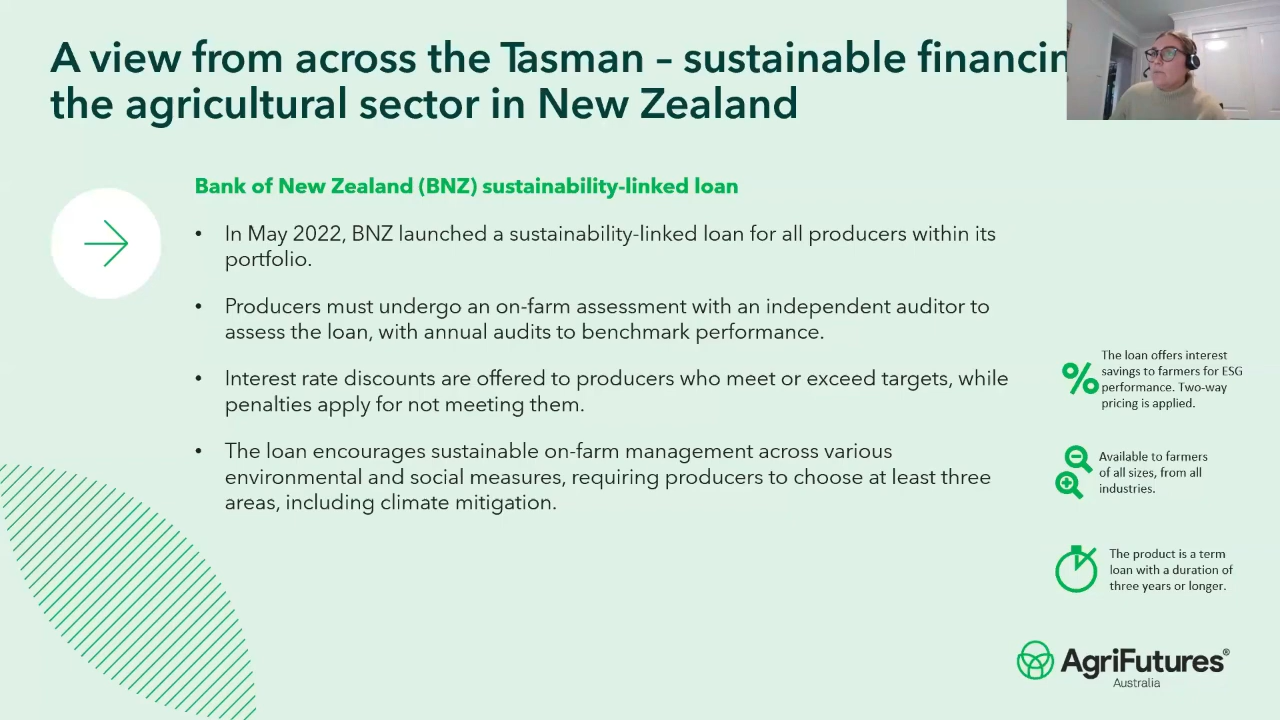 A view from across the Tasman – sustainable financin
the agricultural sector in New Zealand
Bank of New Zealand (BNZ) sustainability-linked loan
• In May 2022, BNZ launched a sustainability-linked loan for all producers within its
portfolio.
• Producers must undergo an on-farm assessment with an independent auditor to
assess the loan, with annual audits to benchmark performance.
• Interest rate discounts are offered to producers who meet or exceed targets, while
penalties apply for not meeting them.
• The loan encourages sustainable on-farm management across various
environmental and social measures, requiring producers to choose at least three
areas, including climate mitigation.
%
The loan offers interest
savings to farmers for ESG
performance. Two-way
pricing is applied.
Available to farmers
of all sizes, from all
industries.
The product is a term
loan with a duration of
three years or longer.
AgriFutures®
Australia